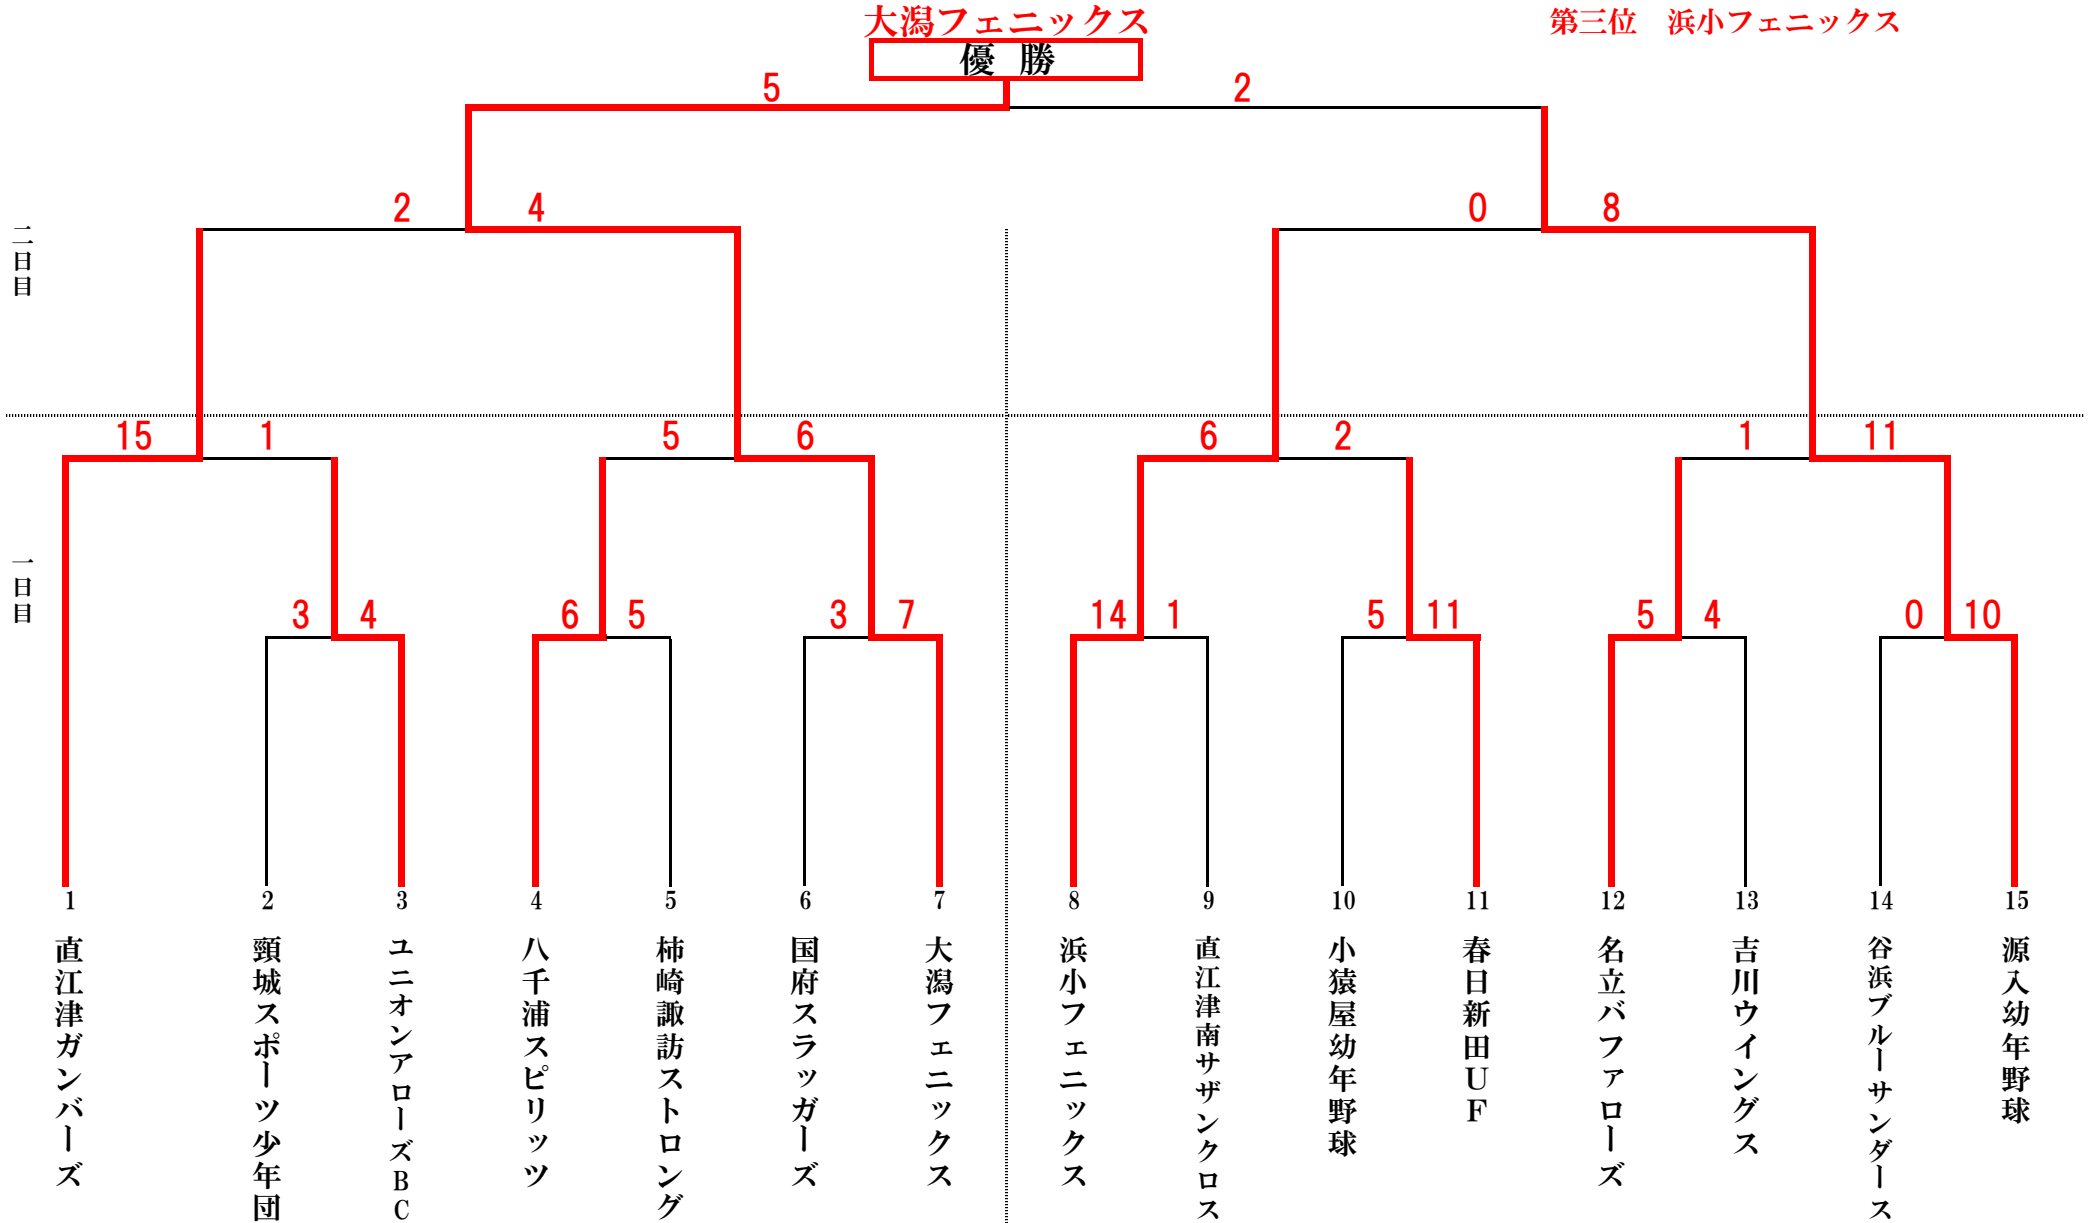 大潟フェニックス
第三位　浜小フェニックス
優　勝
5
2
2
4
0
8
二日目
15
1
5
6
6
2
1
11
一日目
3
4
6
5
3
7
14
1
5
11
5
4
0
10
1
2
3
4
5
6
7
8
9
10
11
12
13
14
15
直江津ガンバーズ
頸城スポーツ少年団
ユニオンアローズBC
八千浦スピリッツ
柿崎諏訪ストロング
国府スラッガーズ
大潟フェニックス
浜小フェニックス
直江津南サザンクロス
小猿屋幼年野球
春日新田UF
名立バファローズ
吉川ウイングス
谷浜ブルーサンダース
源入幼年野球